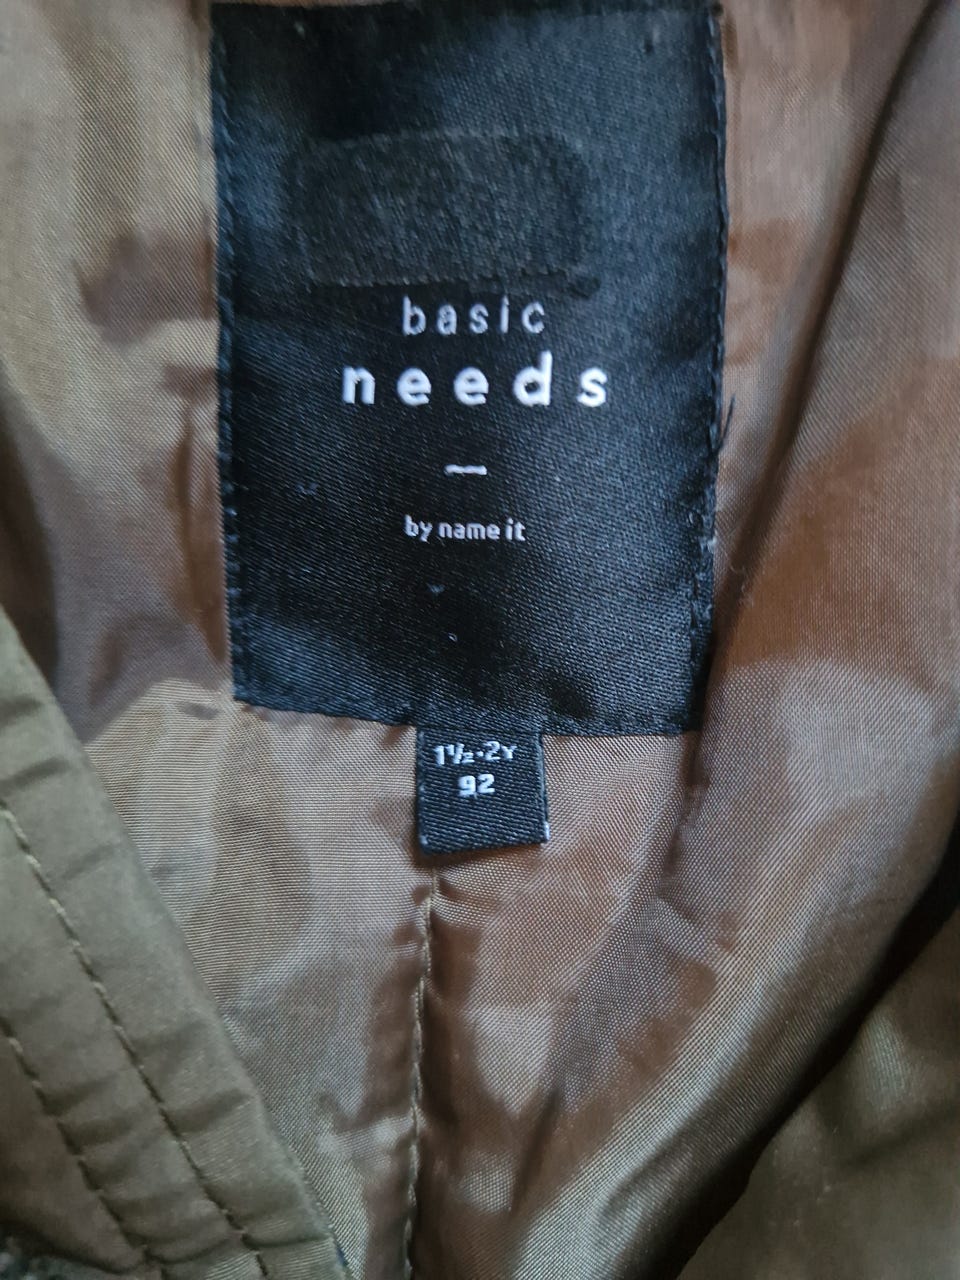 basic
needs
by name it
1½-2Y
92